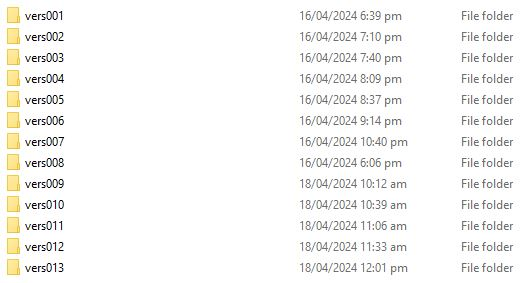 vers001 16/04/2024 6:39 pm File folder
vers002 16/04/2024 7:10 pm File folder
vers003 16/04/2024 7:40 pm File folder
vers004 16/04/2024 8:09 pm File folder
vers005 16/04/2024 8:37 pm File folder
vers006 16/04/2024 9:14 pm File folder
vers007 16/04/2024 10:40 pm File folder
vers008 16/04/2024 6:06 pm File folder
vers009 18/04/2024 10:12 am File folder
vers010 18/04/2024 10:39 am File folder
vers011 18/04/2024 11:06 am File folder
vers012 18/04/2024 11:33 am File folder
vers013 18/04/2024 12:01 pm File folder